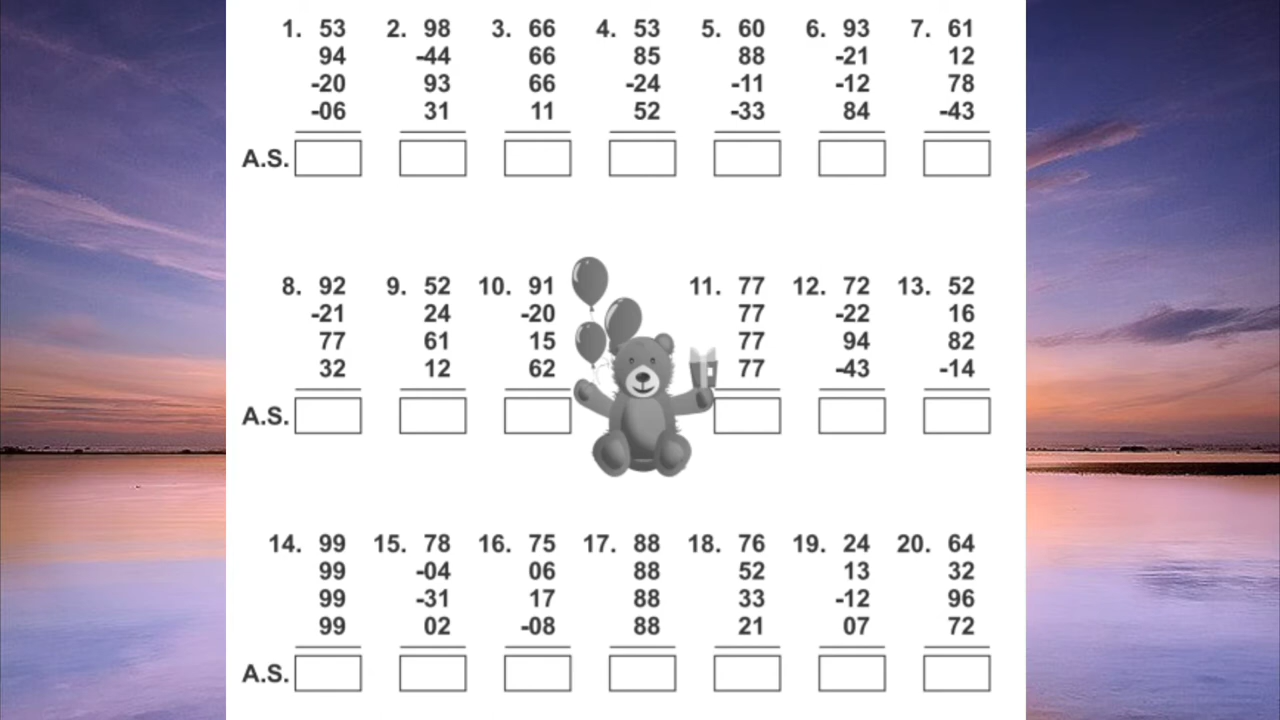 1. 53 2. 98 3. 66 4. 53 5. 60 6. 93 7. 61
94 -44 66 85 88 -21 12
-20 93 66 -24 -11 -12 78
-06 31 11 52 -33 84 -43
A.S.
8. 92 9. 52 10. 91 11. 77 12. 72 13. 52
-21 24 -20 77 -22 16
77 61 15 77 94 82
32 12 62 77 -43 -14
A.S.
14. 99 15. 78 16. 75 17. 88 18. 76 19. 24 20. 64
99 -04 06 88 52 13 32
99 -31 17 88 33 -12 96
99 02 -08 88 21 07 72
A.S.